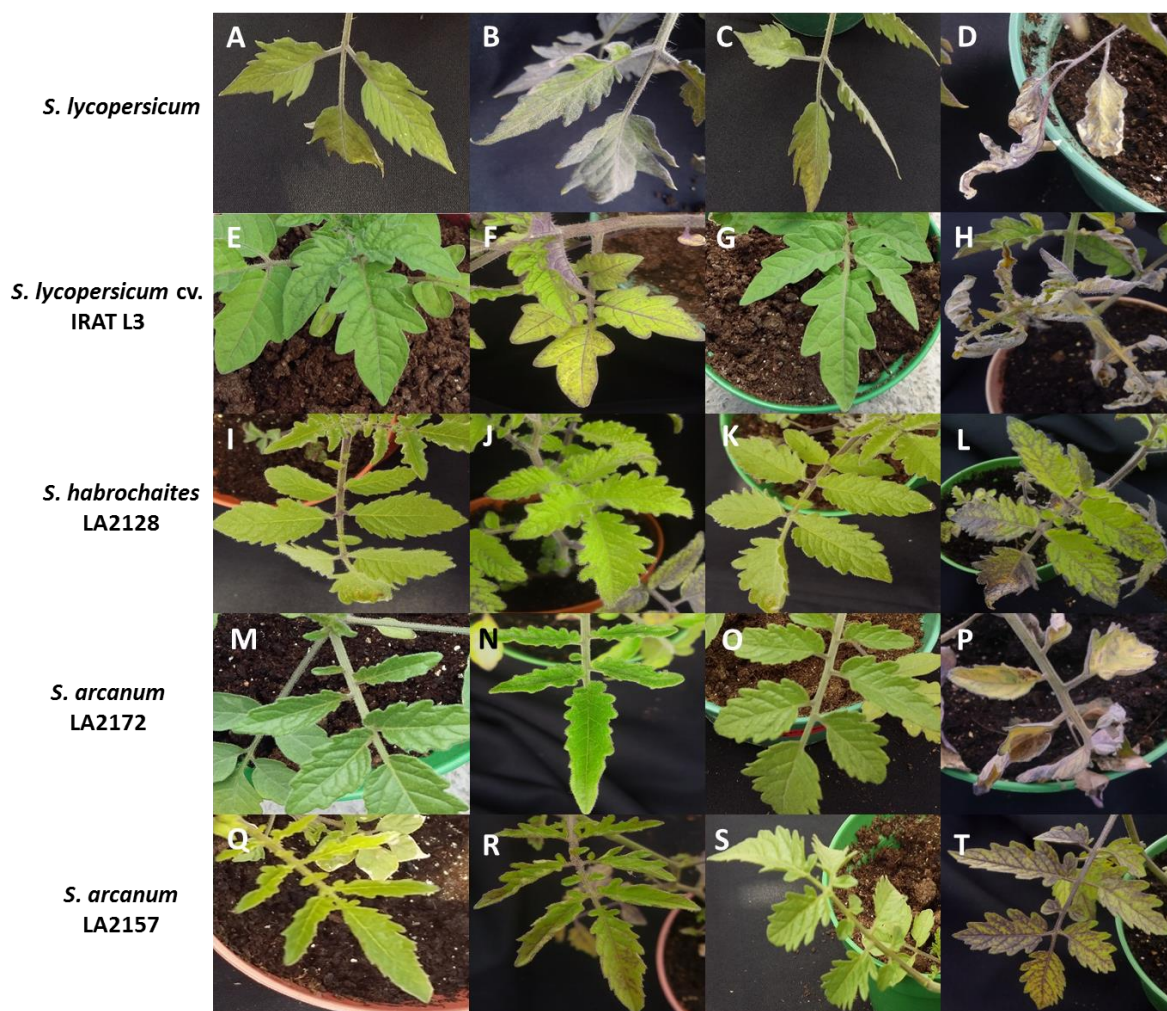 A B C D
S. lycopersicum
E F G H
S. lycopersicum cv.
IRAT L3
I J K L
S. habrochaites
LA2128
M N O P
S. arcanum
LA2172
Q R S T
S. arcanum
LA2157